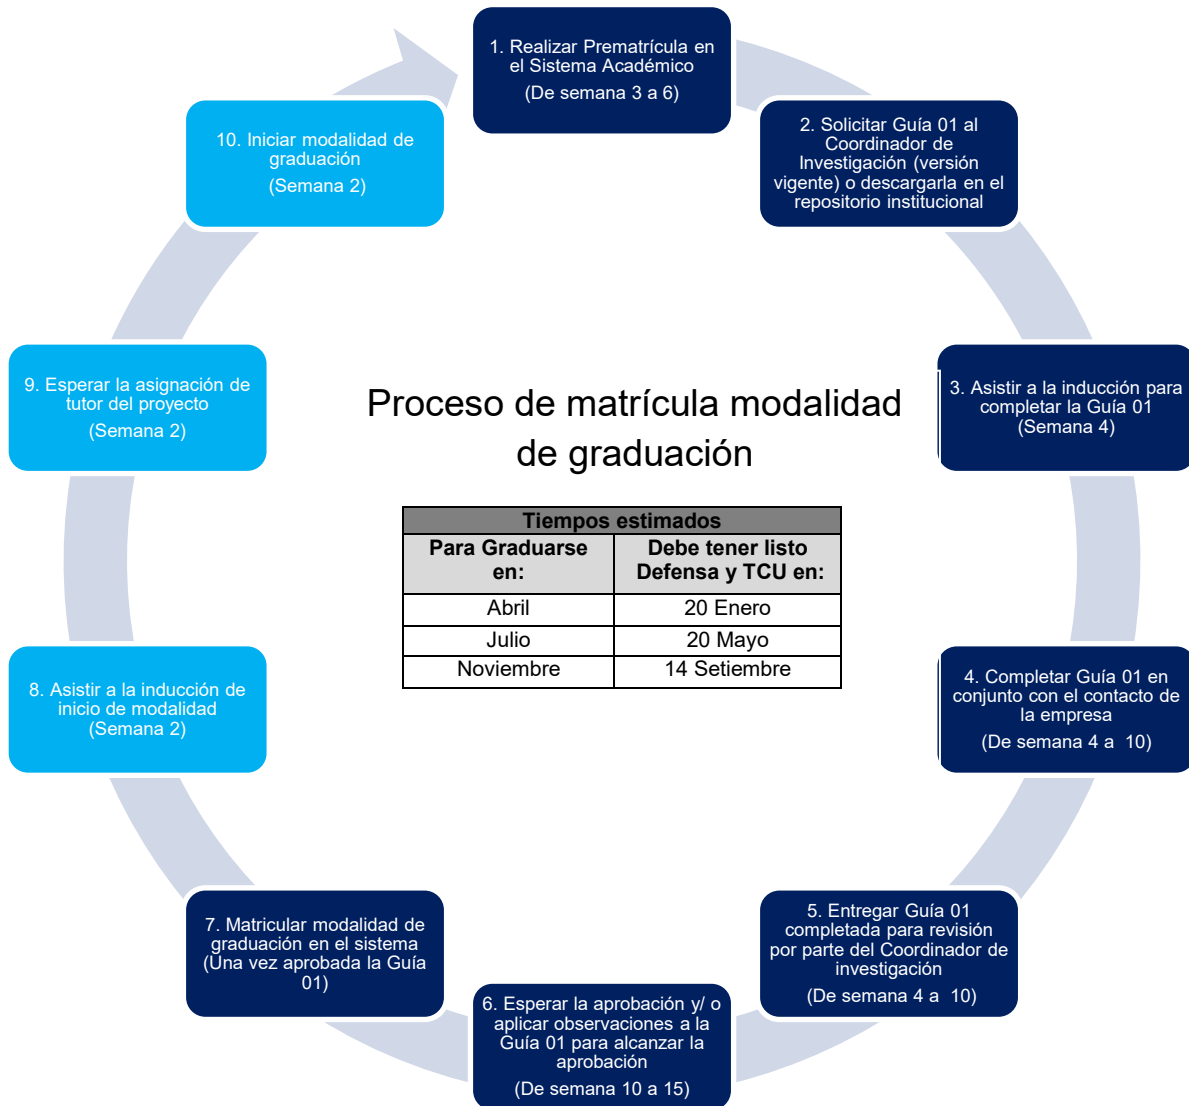 1. Realizar Prematrícula en
el Sistema Académico
(De semana 3 a 6)
2. Solicitar Guía 01 al
Coordinador de
Investigación (versión
vigente) o descargarla en el
repositorio institucional
3. Asistir a la inducción para
completar la Guía 01
(Semana 4)
4. Completar Guía 01 en
conjunto con el contacto de
la empresa
(De semana 4 a 10)
5. Entregar Guía 01
completada para revisión
por parte del Coordinador de
investigación
(De semana 4 a 10)
6. Esperar la aprobación y/ o
aplicar observaciones a la
Guía 01 para alcanzar la
aprobación
(De semana 10 a 15)
7. Matricular modalidad de
graduación en el sistema
(Una vez aprobada la Guía
01)
8. Asistir a la inducción de
inicio de modalidad
(Semana 2)
9. Esperar la asignación de
tutor del proyecto
(Semana 2)
10. Iniciar modalidad de
graduación
(Semana 2)
Proceso de matrícula modalidad
de graduación
Tiempos estimados
Para Graduarse en: Debe tener listo Defensa y TCU en:
Abril 20 Enero
Julio 20 Mayo
Noviembre 14 Setiembre